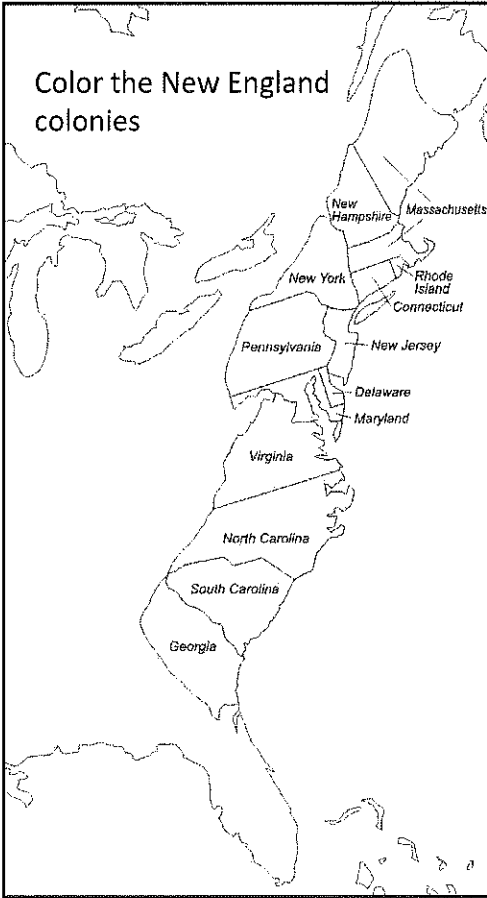 Color the New England
colonies
New
Hampshire
Massachusetts
New York
Rhode
Island
Connecticut
Pennsylvania
New Jersey
Delaware
Maryland
Virginia
North Carolina
South Carolina
Georgia